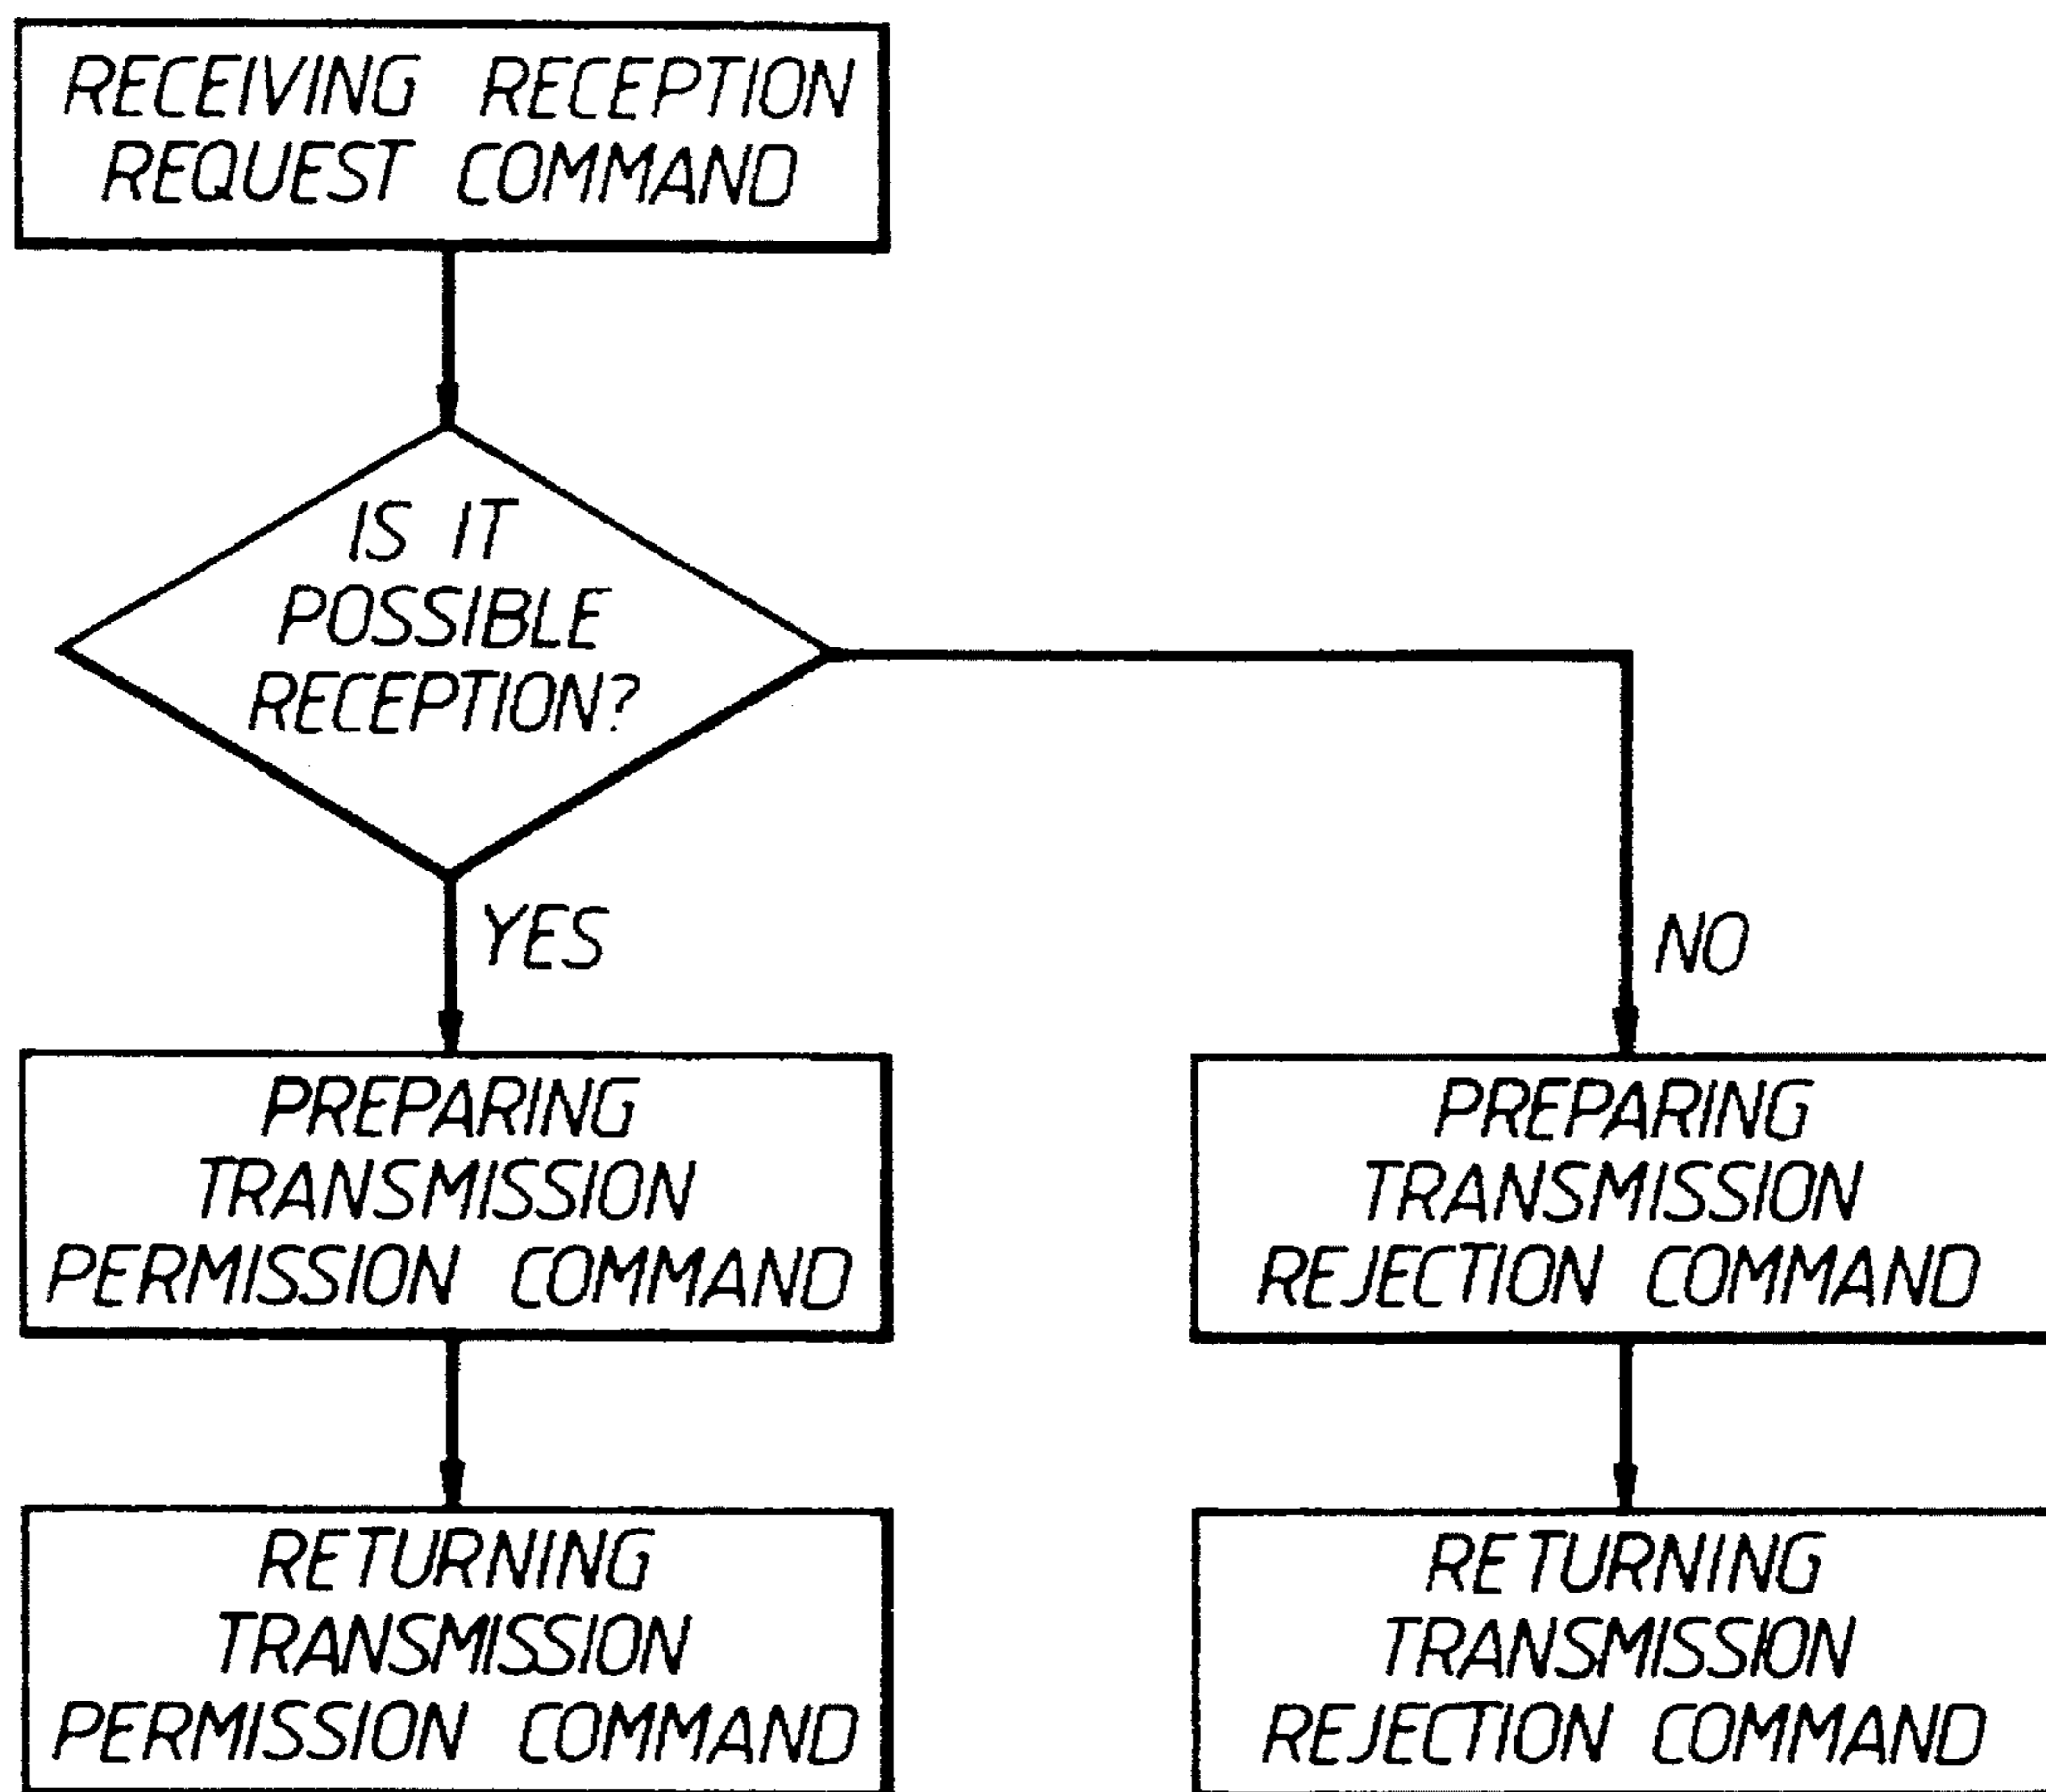 RECEIVING RECEPTION
REQUEST COMMAND
IS IT
POSSIBLE
RECEPTION?
YES
NO
PREPARING
TRANSMISSION
PERMISSION COMMAND
PREPARING
TRANSMISSION
REJECTION COMMAND
RETURNING
TRANSMISSION
PERMISSION COMMAND
RETURNING
TRANSMISSION
REJECTION COMMAND